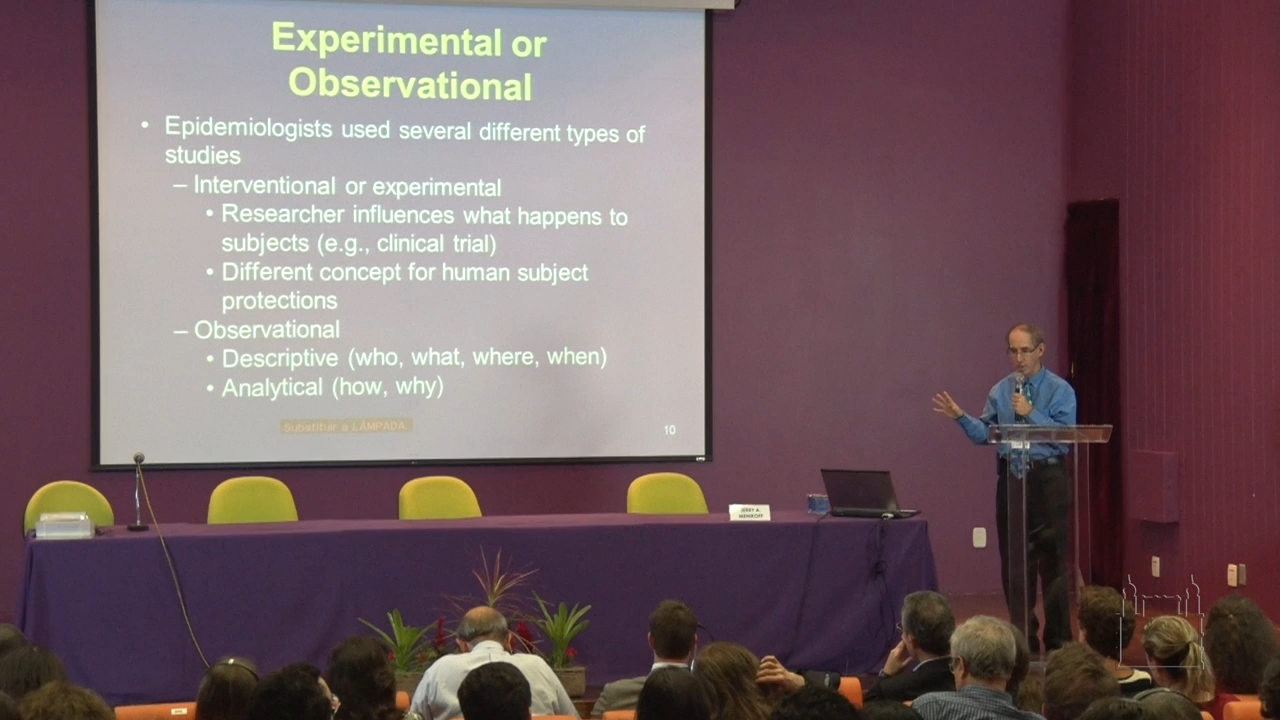 Experimental or
Observational
• Epidemiologists used several different types of
studies
– Interventional or experimental
• Researcher influences what happens to
subjects (e.g., clinical trial)
• Different concept for human subject
protections
– Observational
• Descriptive (who, what, where, when)
• Analytical (how, why)
Substituir a LÂMPADA.
10
JERRY A.
MENIKOFF